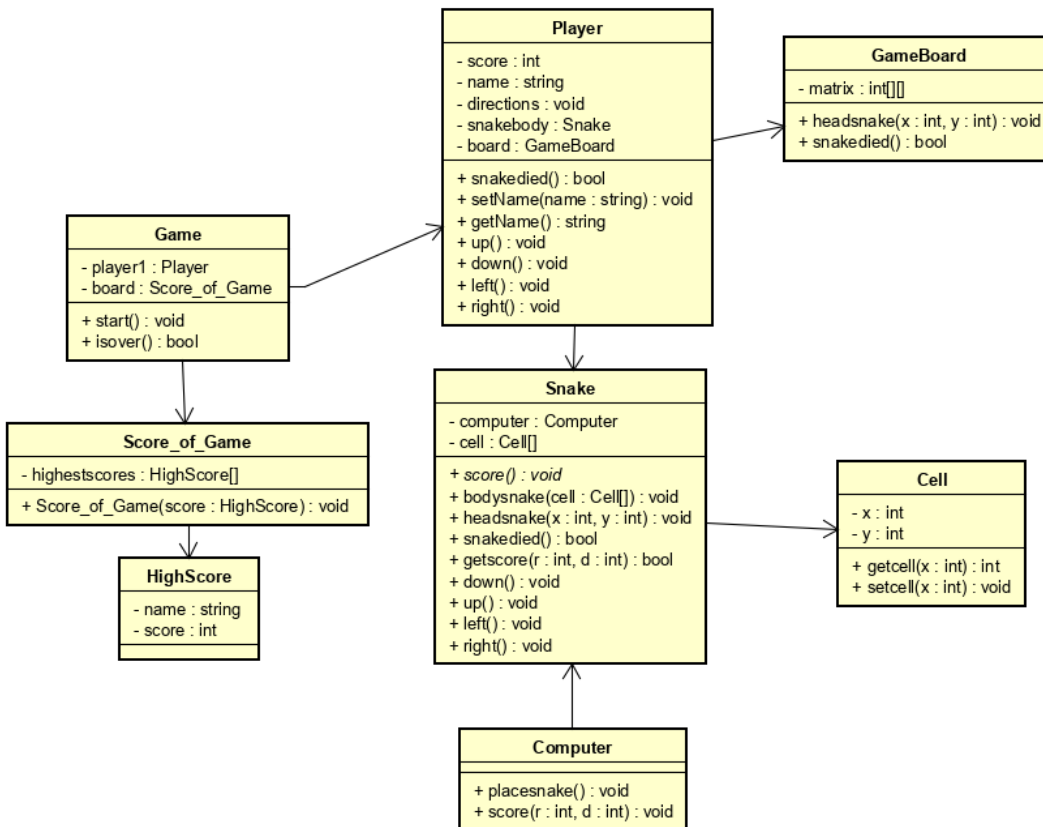 Player
- score : int
- name : string
- directions : void
- snakebody : Snake
- board : GameBoard
+ snakedied() : bool
+ setName(name : string) : void
+ getName() : string
+ up() : void
+ down() : void
+ left() : void
+ right() : void
GameBoard
- matrix : int[][]
+ headsnake(x : int, y : int) : void
+ snakedied() : bool
Game
- player1 : Player
- board : Score_of_Game
+ start() : void
+ isover() : bool
Score_of_Game
- highestscores : HighScore[]
+ Score_of_Game(score : HighScore) : void
HighScore
- name : string
- score : int
Snake
- computer : Computer
- cell : Cell[]
+ score() : void
+ bodysnake(cell : Cell[]) : void
+ headsnake(x : int, y : int) : void
+ snakedied() : bool
+ getscore(r : int, d : int) : bool
+ down() : void
+ up() : void
+ left() : void
+ right() : void
Cell
- x : int
- y : int
+ getcell(x : int) : int
+ setcell(x : int) : void
Computer
+ placesnake() : void
+ score(r : int, d : int) : void